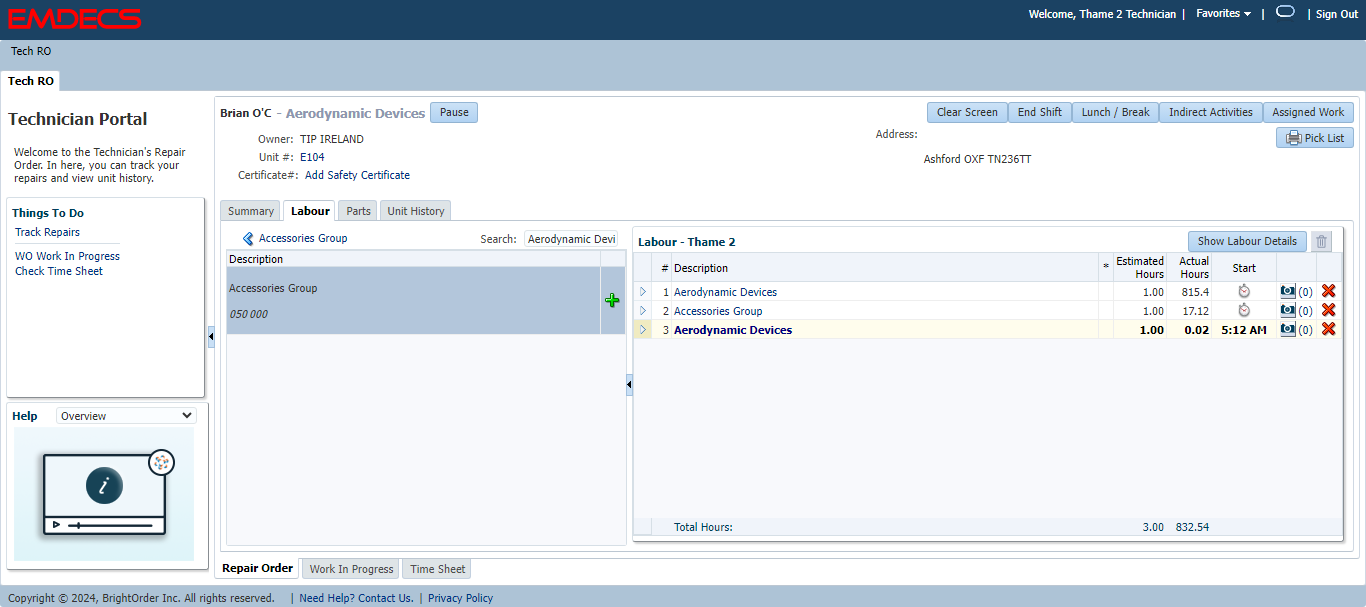 EMDECS
Welcome, Thame 2 Technician | Favorites | | Sign Out
Tech RO
Tech RO
Technician Portal
Welcome to the Technician's Repair
Order. In here, you can track your
repairs and view unit history.
Things To Do
Track Repairs
WO Work In Progress
Check Time Sheet
Help Overview
i
Brian O'C - Aerodynamic Devices Pause
Clear Screen End Shift Lunch / Break Indirect Activities Assigned Work
Owner: TIP IRELAND
Address:
Pick List
Unit #: E104
Ashford OXF TN236TT
Certificate#: Add Safety Certificate
Summary Labour Parts Unit History
Accessories Group Search: Aerodynamic Devi
Description
Accessories Group
050 000
Labour - Thame 2 Show Labour Details
# Description * Estimated Hours Actual Hours Start
1 Aerodynamic Devices 1.00 815.4 (0)
2 Accessories Group 1.00 17.12 (0)
3 Aerodynamic Devices 1.00 0.02 5:12 AM (0)
Total Hours: 3.00 832.54
Repair Order Work In Progress Time Sheet
Copyright © 2024, BrightOrder Inc. All rights reserved. | Need Help? Contact Us. | Privacy Policy